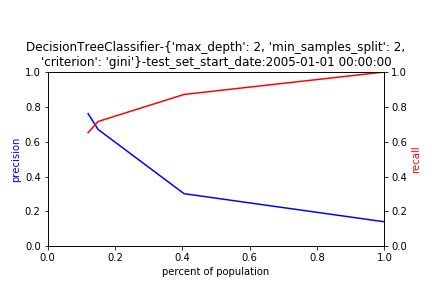 DecisionTreeClassifier-{'max_depth': 2, 'min_samples_split': 2,
'criterion': 'gini'}-test_set_start_date:2005-01-01 00:00:00
1.0
0.8
0.6
0.4
0.2
0.0
precision
1.0
0.8
0.6
0.4
0.2
0.0
recall
0.0 0.2 0.4 0.6 0.8 1.0
percent of population